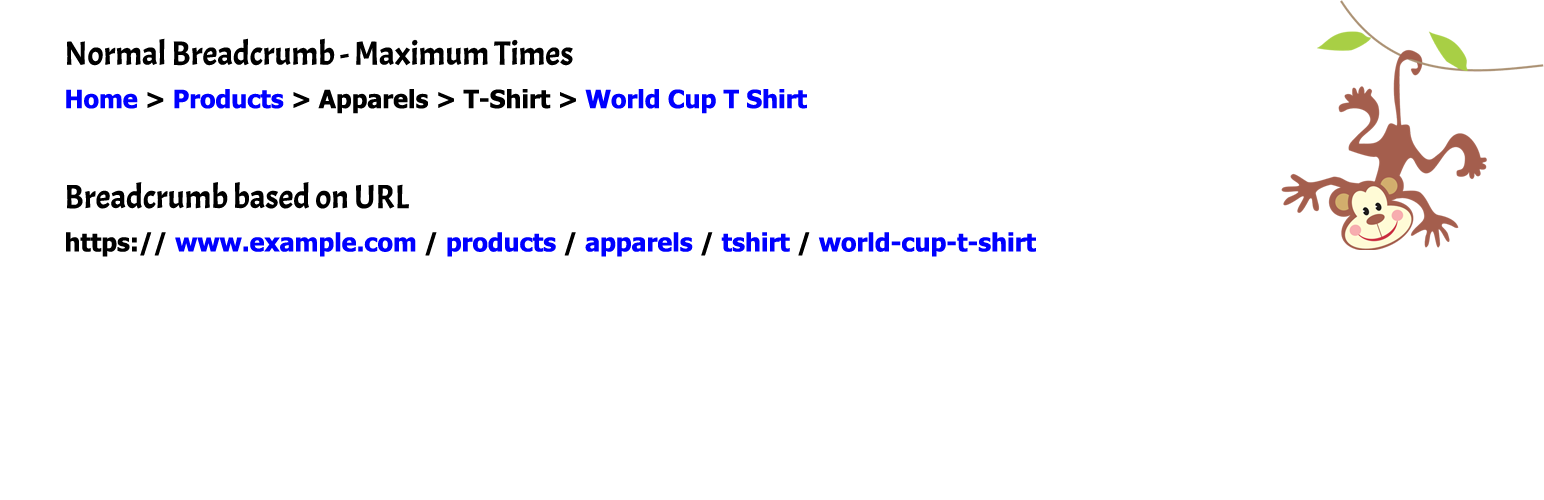 Normal Breadcrumb - Maximum Times
Home > Products > Apparels > T-Shirt > World Cup T Shirt
Breadcrumb based on URL
https:// www.example.com / products / apparels / tshirt / world-cup-t-shirt